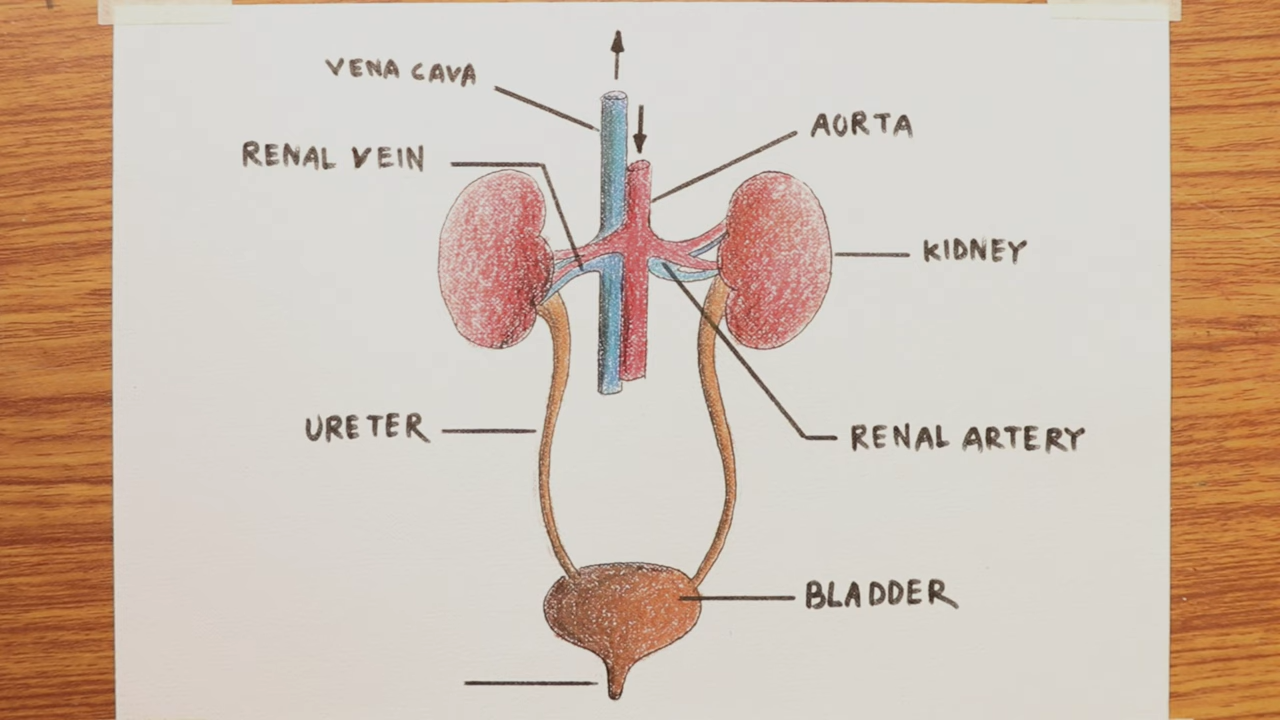 VENA CAVA
AORTA
RENAL VEIN
KIDNEY
URETER
RENAL ARTERY
BLADDER